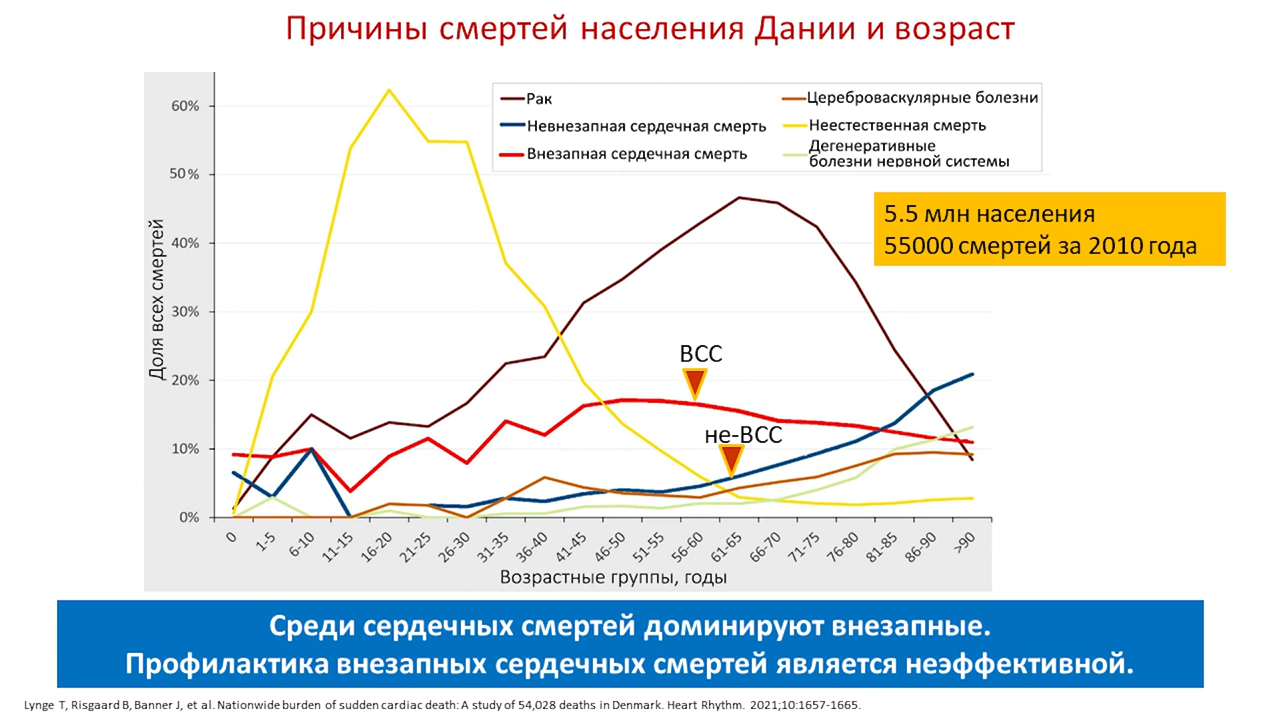 Причины смертей населения Дании и возраст
Рак
Невнезапная сердечная смерть
Внезапная сердечная смерть
Цереброваскулярные болезни
Неестественная смерть
Дегенеративные
болезни нервной системы
5.5 млн населения
55000 смертей за 2010 года
Доля всех смертей
60%
50%
40%
30%
20%
10%
0%
ВСС
не-ВСС
0
1-5
6-10
11-15
16-20
21-25
26-30
31-35
36-40
41-45
46-50
51-55
56-60
61-65
66-70
71-75
76-80
81-85
86-90
>90
Возрастные группы, годы
Среди сердечных смертей доминируют внезапные.
Профилактика внезапных сердечных смертей является неэффективной.
Lynge T, Risgaard B, Banner J, et al. Nationwide burden of sudden cardiac death: A study of 54,028 deaths in Denmark. Heart Rhythm. 2021;10:1657-1665.